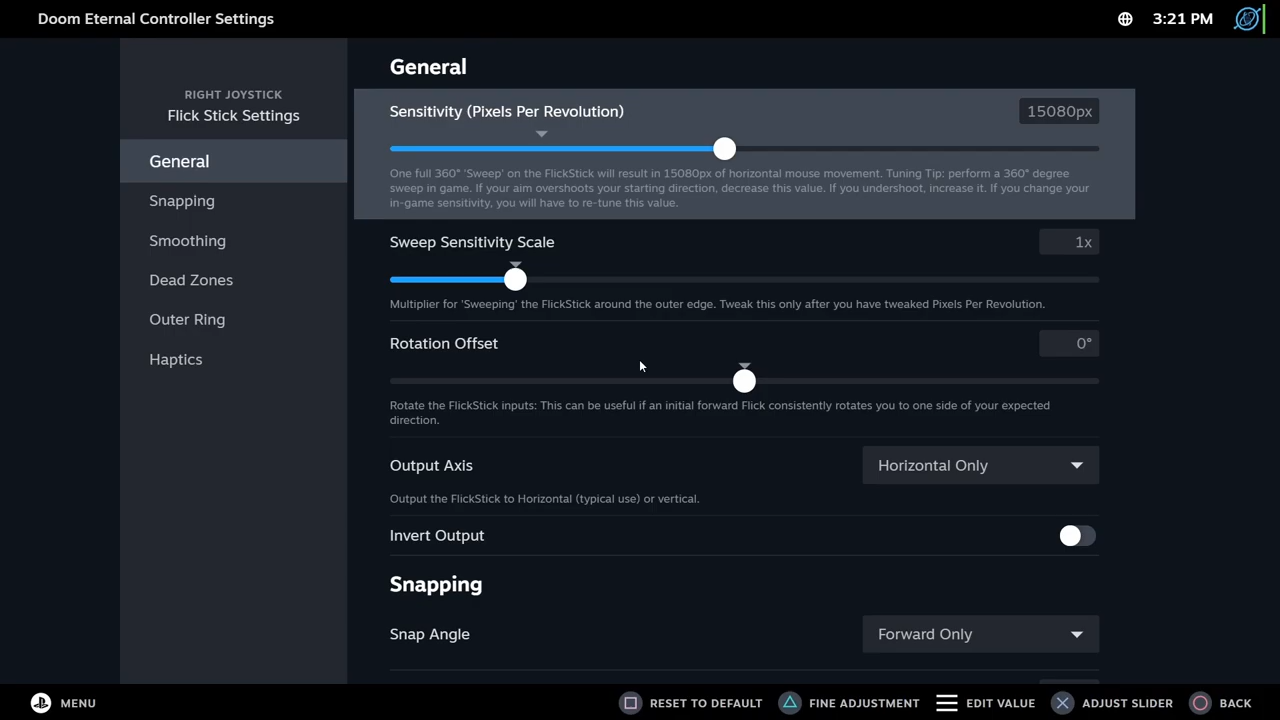 Doom Eternal Controller Settings
3:21 PM
RIGHT JOYSTICK
Flick Stick Settings
General
Snapping
Smoothing
Dead Zones
Outer Ring
Haptics
General
Sensitivity (Pixels Per Revolution)
15080px
One full 360° 'Sweep' on the FlickStick will result in 15080px of horizontal mouse movement. Tuning Tip: perform a 360° degree
sweep in game. If your aim overshoots your starting direction, decrease this value. If you undershoot, increase it. If you change your
in-game sensitivity, you will have to re-tune this value.
Sweep Sensitivity Scale
1x
Multiplier for 'Sweeping' the FlickStick around the outer edge. Tweak this only after you have tweaked Pixels Per Revolution.
Rotation Offset
0°
Rotate the FlickStick inputs: This can be useful if an initial forward Flick consistently rotates you to one side of your expected
direction.
Output Axis
Horizontal Only
Output the FlickStick to Horizontal (typical use) or vertical.
Invert Output
Snapping
Snap Angle
Forward Only
MENU
RESET TO DEFAULT
FINE ADJUSTMENT
EDIT VALUE
ADJUST SLIDER
BACK